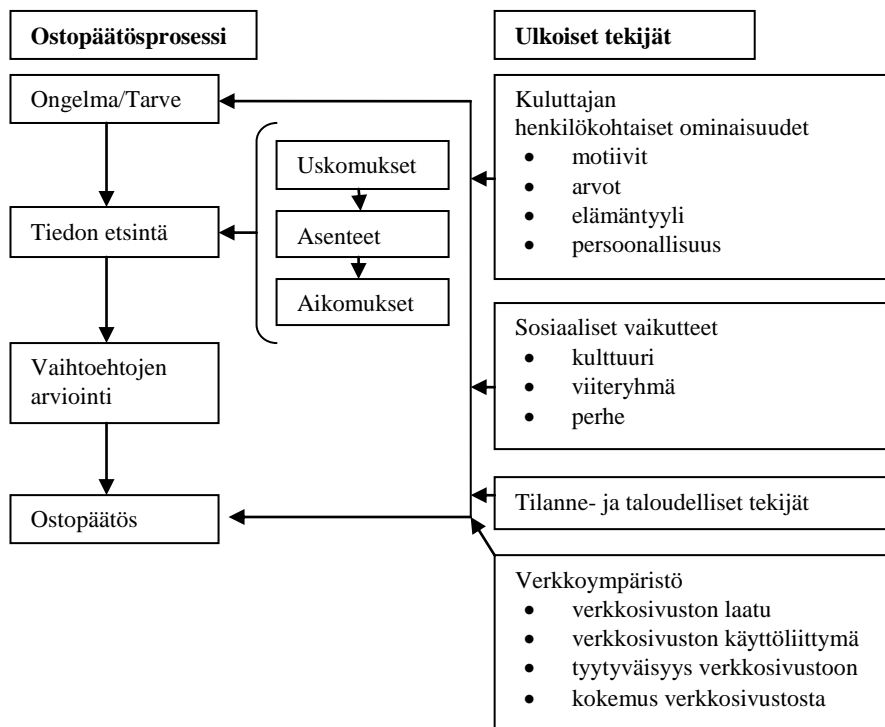 Ostopäätösprosessi
Ongelma/Tarve
Tiedon etsintä
Vaihtoehtojen
arviointi
Ostopäätös
Uskomukset
Asenteet
Aikomukset
Ulkoiset tekijät
Kuluttajan
henkilökohtaiset ominaisuudet
• motiivit
• arvot
• elämäntyyli
• persoonallisuus
Sosiaaliset vaikutteet
• kulttuuri
• viiteryhmä
• perhe
Tilanne- ja taloudelliset tekijät
Verkkoympäristö
• verkkosivuston laatu
• verkkosivuston käyttöliittymä
• tyytyväisyys verkkosivustoon
• kokemus verkkosivustosta